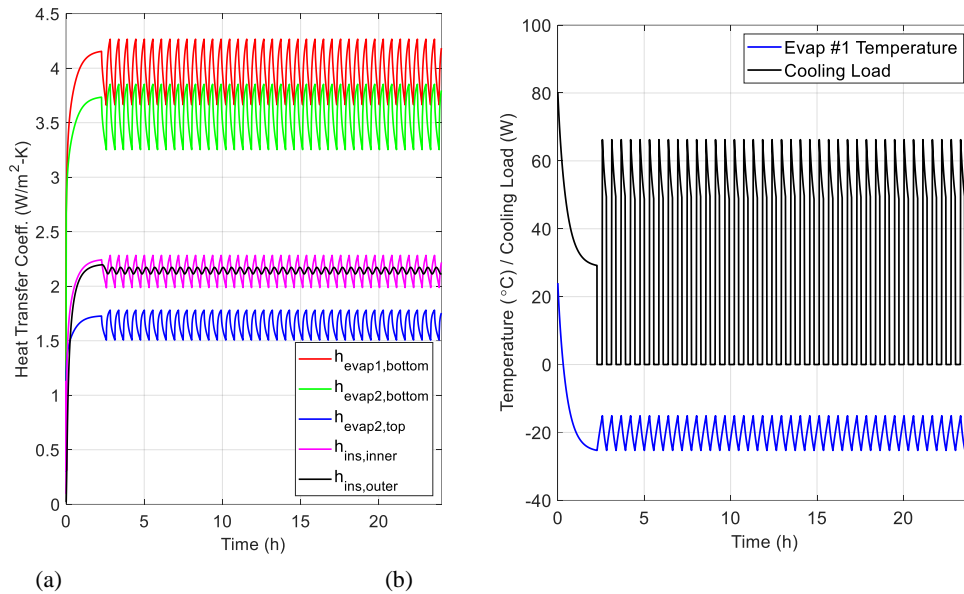 4.5
4
3.5
3
2.5
2
1.5
1
0.5
0
0
5
10
15
20
Heat Transfer Coeff. (W/m²-K)
Time (h)
h_evap1,bottom
h_evap2,bottom
h_evap2,top
h_ins,inner
h_ins,outer
(a)
100
80
60
40
20
0
-20
-40
0
5
10
15
20
Temperature (°C) / Cooling Load (W)
Time (h)
Evap #1 Temperature
Cooling Load
(b)